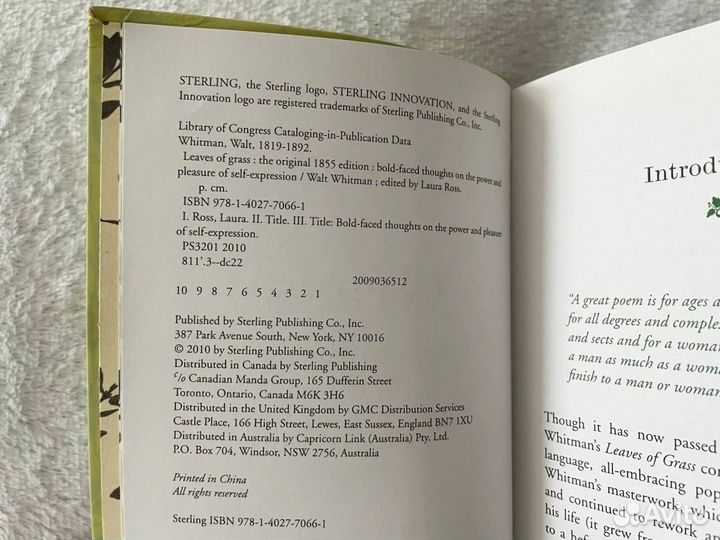 STERLING, the Sterling logo, STERLING INNOVATION, and the Sterling
Innovation logo are registered trademarks of Sterling Publishing Co., Inc.
Library of Congress Cataloging-in-Publication Data
Whitman, Walt, 1819-1892.
Leaves of grass : the original 1855 edition : bold-faced thoughts on the power and
pleasure of self-expression / Walt Whitman ; edited by Laura Ross.
p. cm.
ISBN 978-1-4027-7066-1
I. Ross, Laura. II. Title. III. Title: Bold-faced thoughts on the power and pleasure
of self-expression.
PS3201 2010
811'.3--dc22
2009036512
10 9 8 7 6 5 4 3 2 1
Published by Sterling Publishing Co., Inc.
387 Park Avenue South, New York, NY 10016
© 2010 by Sterling Publishing Co., Inc.
Distributed in Canada by Sterling Publishing
c/o Canadian Manda Group, 165 Dufferin Street
Toronto, Ontario, Canada M6K 3H6
Distributed in the United Kingdom by GMC Distribution Services
Castle Place, 166 High Street, Lewes, East Sussex, England BN7 1XU
Distributed in Australia by Capricorn Link (Australia) Pty. Ltd.
P.O. Box 704, Windsor, NSW 2756, Australia
Printed in China
All rights reserved
Sterling ISBN 978-1-4027-7066-1
Introdu
"A great poem is for ages a
for all degrees and comple
and sects and for a woma
a man as much as a woma
finish to a man or woma
Though it has now passed
Whitman's Leaves of Grass con
language, all-embracing pop
Whitman's masterwork which
and continued to rework an
his life (it grew from
to a
Avito